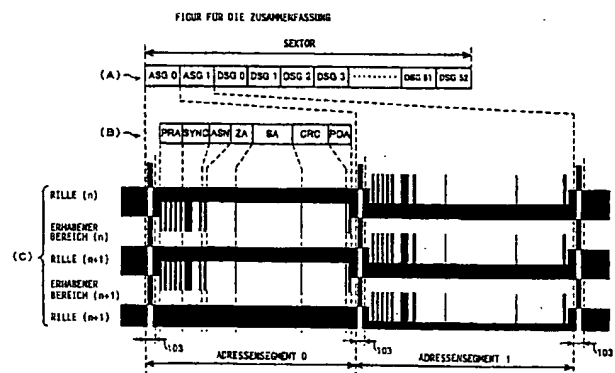 FIGUR FÜR DIE ZUSAMMENFASSUNG
SEKTOR
(A) ASG 0 ASG 1 DSG 0 DSG 1 DSG 2 DSG 3 ......... DSG 51 DSG 52
(B) PRA SYNC ASN ZA SA CRC POA
(C)
RILLE (n)
ERHABENER
BEREICH (n)
RILLE (n+1)
ERHABENER
BEREICH (n+1)
RILLE (n+1)
103 103 103
ADRESSENSEGMENT 0 ADRESSENSEGMENT 1